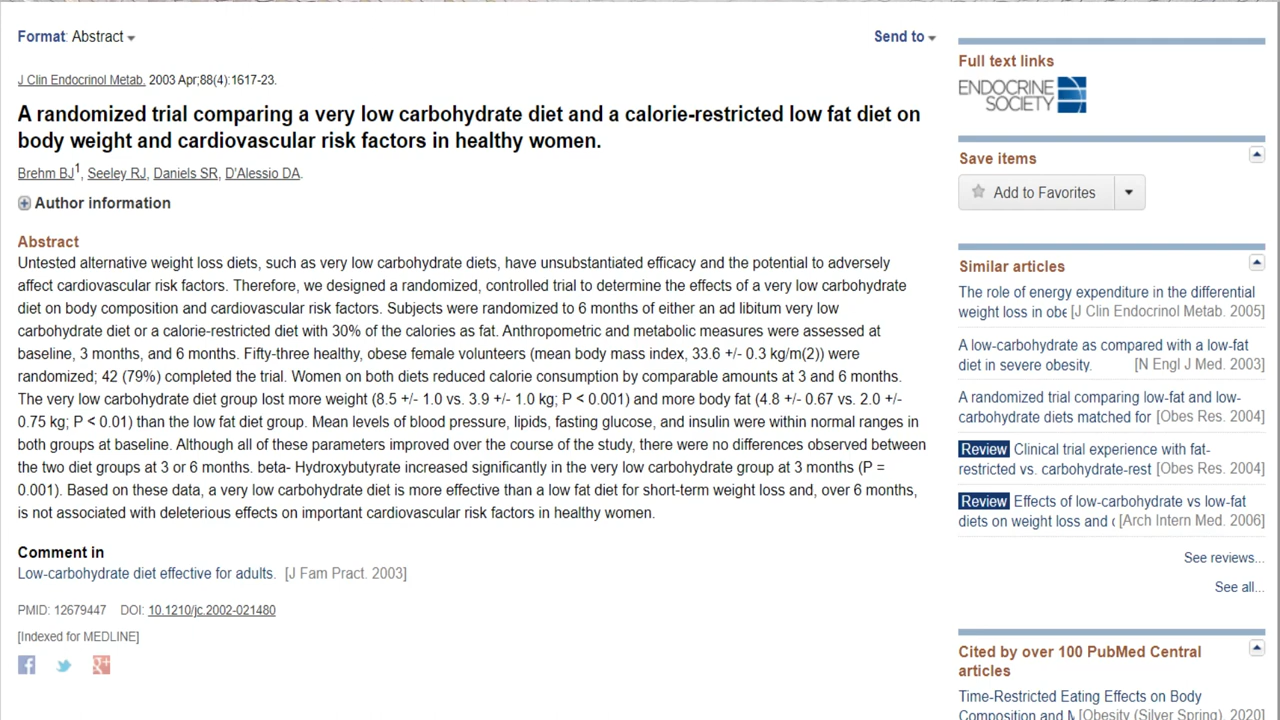 Format: Abstract
Send to
J Clin Endocrinol Metab. 2003 Apr;88(4):1617-23.
A randomized trial comparing a very low carbohydrate diet and a calorie-restricted low fat diet on
body weight and cardiovascular risk factors in healthy women.
Brehm BJ1, Seeley RJ, Daniels SR, D'Alessio DA.
Author information
Abstract
Untested alternative weight loss diets, such as very low carbohydrate diets, have unsubstantiated efficacy and the potential to adversely
affect cardiovascular risk factors. Therefore, we designed a randomized, controlled trial to determine the effects of a very low carbohydrate
diet on body composition and cardiovascular risk factors. Subjects were randomized to 6 months of either an ad libitum very low
carbohydrate diet or a calorie-restricted diet with 30% of the calories as fat. Anthropometric and metabolic measures were assessed at
baseline, 3 months, and 6 months. Fifty-three healthy, obese female volunteers (mean body mass index, 33.6 +/- 0.3 kg/m(2)) were
randomized; 42 (79%) completed the trial. Women on both diets reduced calorie consumption by comparable amounts at 3 and 6 months.
The very low carbohydrate diet group lost more weight (8.5 +/- 1.0 vs. 3.9 +/- 1.0 kg; P < 0.001) and more body fat (4.8 +/- 0.67 vs. 2.0 +/-
0.75 kg; P < 0.01) than the low fat diet group. Mean levels of blood pressure, lipids, fasting glucose, and insulin were within normal ranges in
both groups at baseline. Although all of these parameters improved over the course of the study, there were no differences observed between
the two diet groups at 3 or 6 months. beta- Hydroxybutyrate increased significantly in the very low carbohydrate group at 3 months (P =
0.001). Based on these data, a very low carbohydrate diet is more effective than a low fat diet for short-term weight loss and, over 6 months,
is not associated with deleterious effects on important cardiovascular risk factors in healthy women.
Comment in
Low-carbohydrate diet effective for adults. [J Fam Pract. 2003]
PMID: 12679447 DOI: 10.1210/jc.2002-021480
[Indexed for MEDLINE]
Full text links
ENDOCRINE
SOCIETY
Save items
Add to Favorites
Similar articles
The role of energy expenditure in the differential
weight loss in obe [J Clin Endocrinol Metab. 2005]
A low-carbohydrate as compared with a low-fat
diet in severe obesity. [N Engl J Med. 2003]
A randomized trial comparing low-fat and low-
carbohydrate diets matched for [Obes Res. 2004]
Review Clinical trial experience with fat-
restricted vs. carbohydrate-rest [Obes Res. 2004]
Review Effects of low-carbohydrate vs low-fat
diets on weight loss and c [Arch Intern Med. 2006]
See reviews...
See all...
Cited by over 100 PubMed Central
articles
Time-Restricted Eating Effects on Body
Composition and M [Obesity (Silver Spring). 2020]